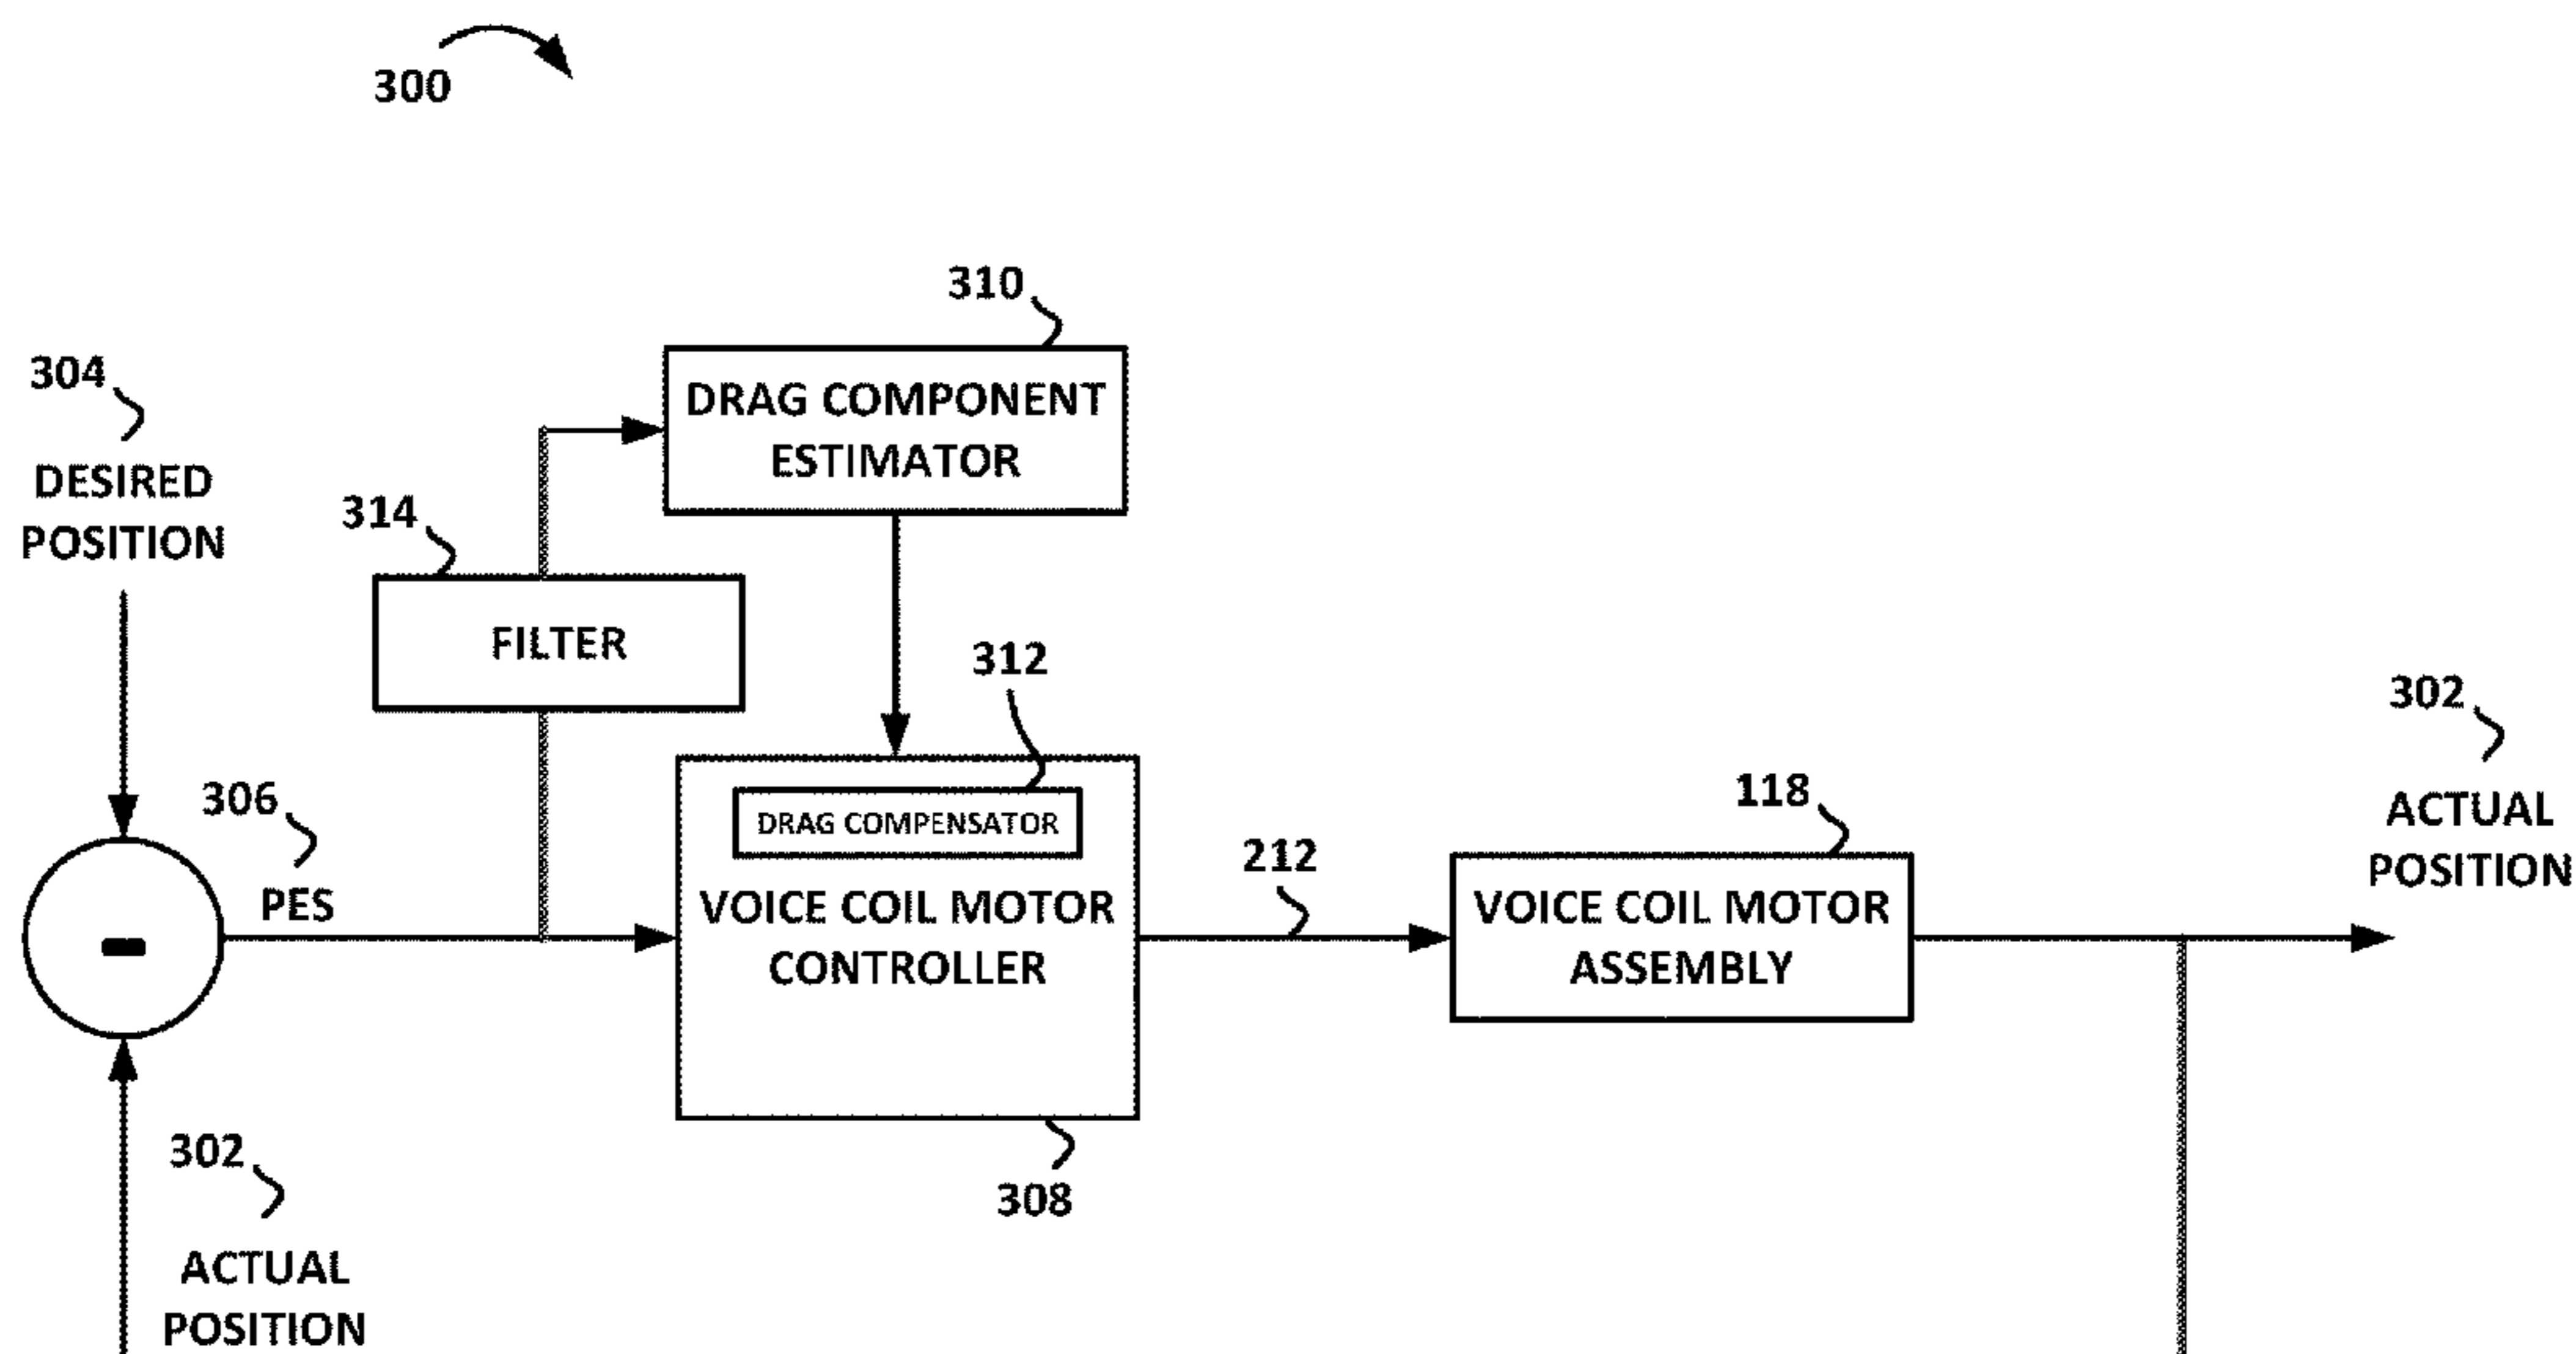 300
310
304
DRAG COMPONENT
ESTIMATOR
DESIRED
POSITION
314
FILTER
312
302
306
118
DRAG COMPENSATOR
ACTUAL
POSITION
212
PES
VOICE COIL MOTOR
CONTROLLER
VOICE COIL MOTOR
ASSEMBLY
-
302
308
ACTUAL
POSITION